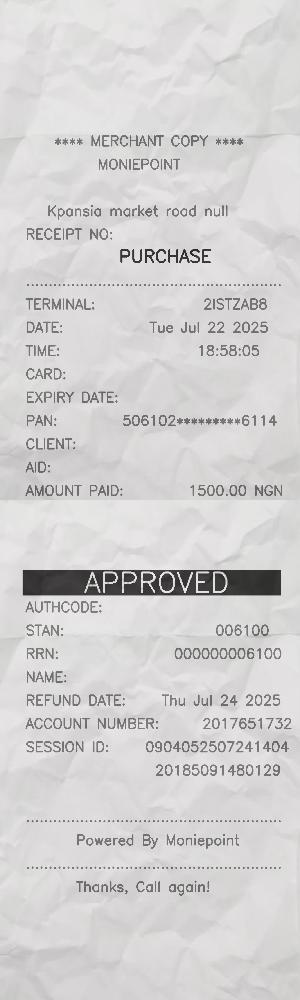 **** MERCHANT COPY ****
MONIEPOINT
Kpansia market road null
RECEIPT NO:
PURCHASE
TERMINAL: 2ISTZAB8
DATE: Tue Jul 22 2025
TIME: 18:58:05
CARD:
EXPIRY DATE:
PAN: 506102*********6114
CLIENT:
AID:
AMOUNT PAID: 1500.00 NGN
APPROVED
AUTHCODE:
STAN: 006100
RRN: 000000006100
NAME:
REFUND DATE: Thu Jul 24 2025
ACCOUNT NUMBER: 2017651732
SESSION ID: 0904052507241404
20185091480129
Powered By Moniepoint
Thanks, Call again!